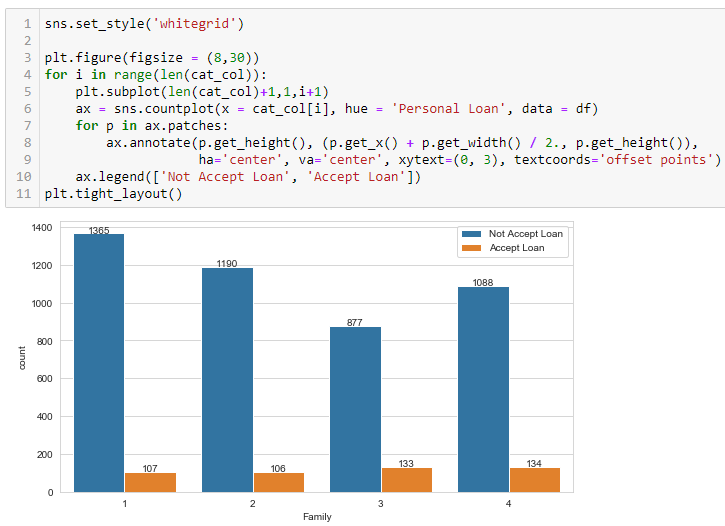 1 sns.set_style('whitegrid')
2
3 plt.figure(figsize = (8,30))
4 for i in range(len(cat_col)):
5     plt.subplot(len(cat_col)+1,1,i+1)
6     ax = sns.countplot(x = cat_col[i], hue = 'Personal Loan', data = df)
7     for p in ax.patches:
8         ax.annotate(p.get_height(), (p.get_x() + p.get_width() / 2., p.get_height()),
9                     ha='center', va='center', xytext=(0, 3), textcoords='offset points')
10     ax.legend(['Not Accept Loan', 'Accept Loan'])
11 plt.tight_layout()
Not Accept Loan
Accept Loan
1400
1200
1000
800
600
400
200
0
count
1365
107
1190
106
877
133
1088
134
1 2 3 4
Family